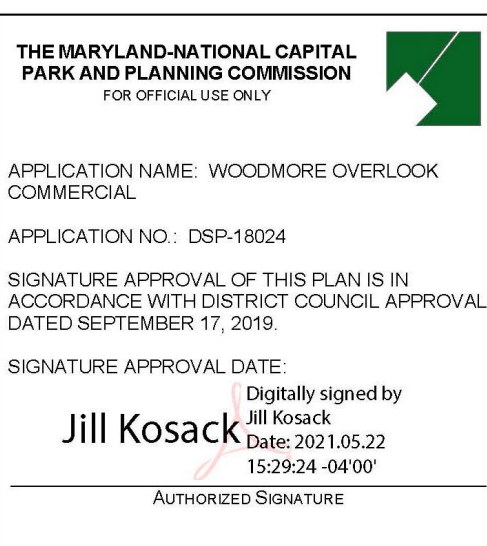 THE MARYLAND-NATIONAL CAPITAL
PARK AND PLANNING COMMISSION
FOR OFFICIAL USE ONLY
APPLICATION NAME: WOODMORE OVERLOOK
COMMERCIAL
APPLICATION NO.: DSP-18024
SIGNATURE APPROVAL OF THIS PLAN IS IN
ACCORDANCE WITH DISTRICT COUNCIL APPROVAL
DATED SEPTEMBER 17, 2019.
SIGNATURE APPROVAL DATE:
Jill Kosack
Digitally signed by
Jill Kosack
Date: 2021.05.22
15:29:24 -04'00'
AUTHORIZED SIGNATURE